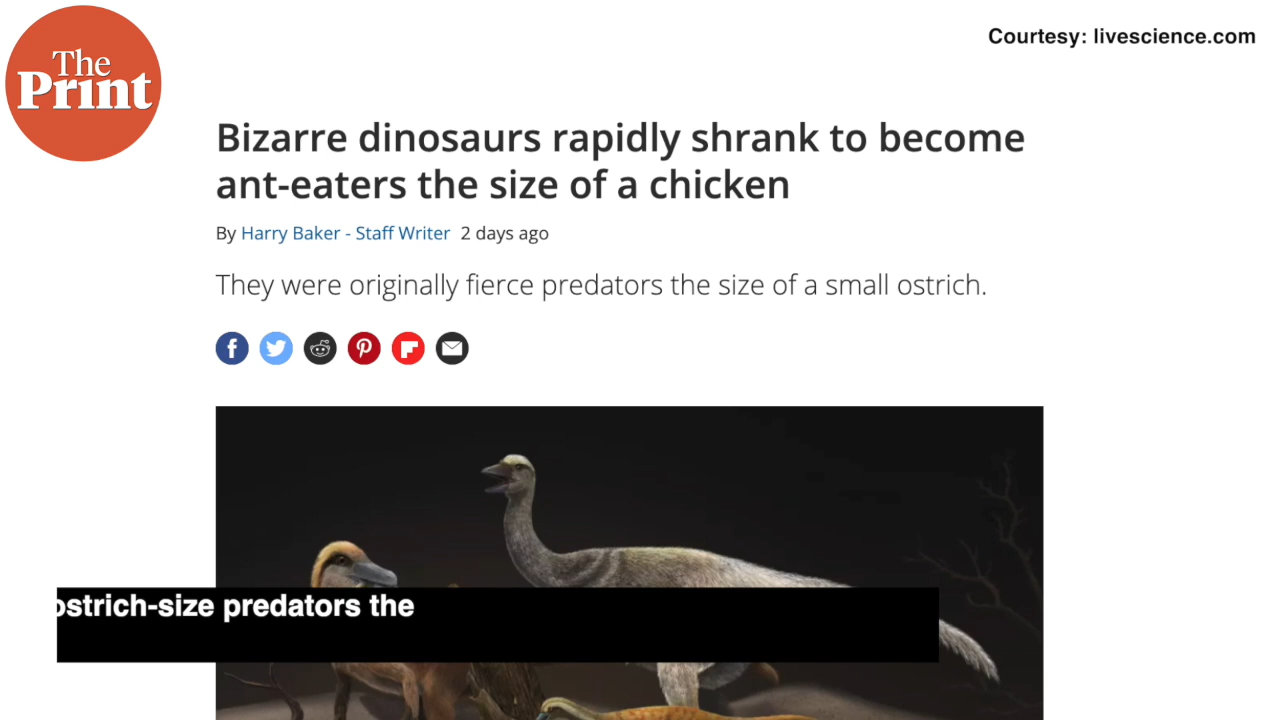 The
Print
Courtesy: livescience.com
Bizarre dinosaurs rapidly shrank to become
ant-eaters the size of a chicken
By Harry Baker - Staff Writer 2 days ago
They were originally fierce predators the size of a small ostrich.
ostrich-size predators the